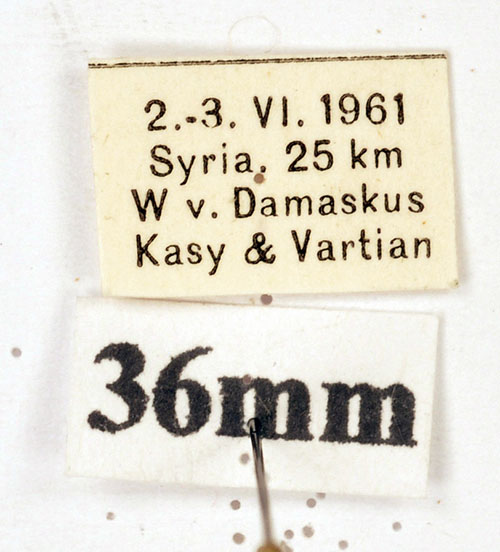 2.-3. VI. 1961
Syria, 25 km
W v. Damaskus
Kasy & Vartian
36mm